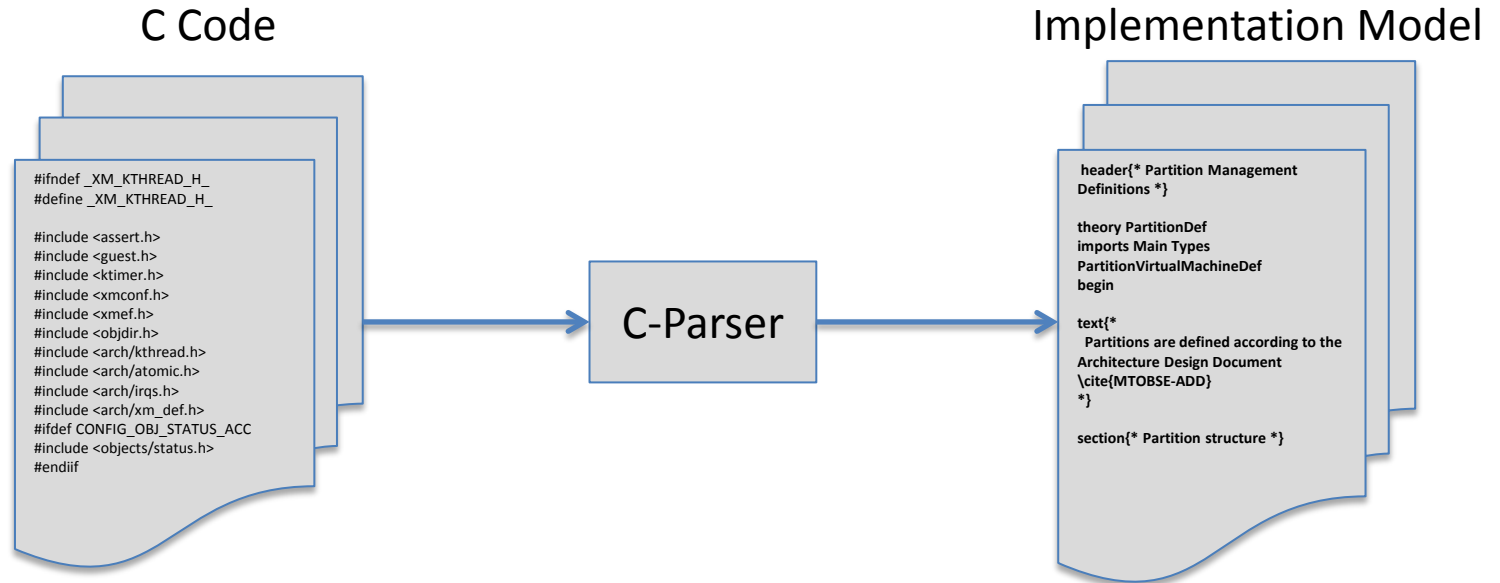 C Code
#ifndef _XM_KTHREAD_H_
#define _XM_KTHREAD_H_
#include <assert.h>
#include <guest.h>
#include <ktimer.h>
#include <xmconf.h>
#include <xmef.h>
#include <objdir.h>
#include <arch/kthread.h>
#include <arch/atomic.h>
#include <arch/irqs.h>
#include <arch/xm_def.h>
#ifdef CONFIG_OBJ_STATUS_ACC
#include <objects/status.h>
#endiif
C-Parser
Implementation Model
header{* Partition Management
Definitions *}
theory PartitionDef
imports Main Types
PartitionVirtualMachineDef
begin
text{*
Partitions are defined according to the
Architecture Design Document
\cite{MTOBSE-ADD}
*}
section{* Partition structure *}